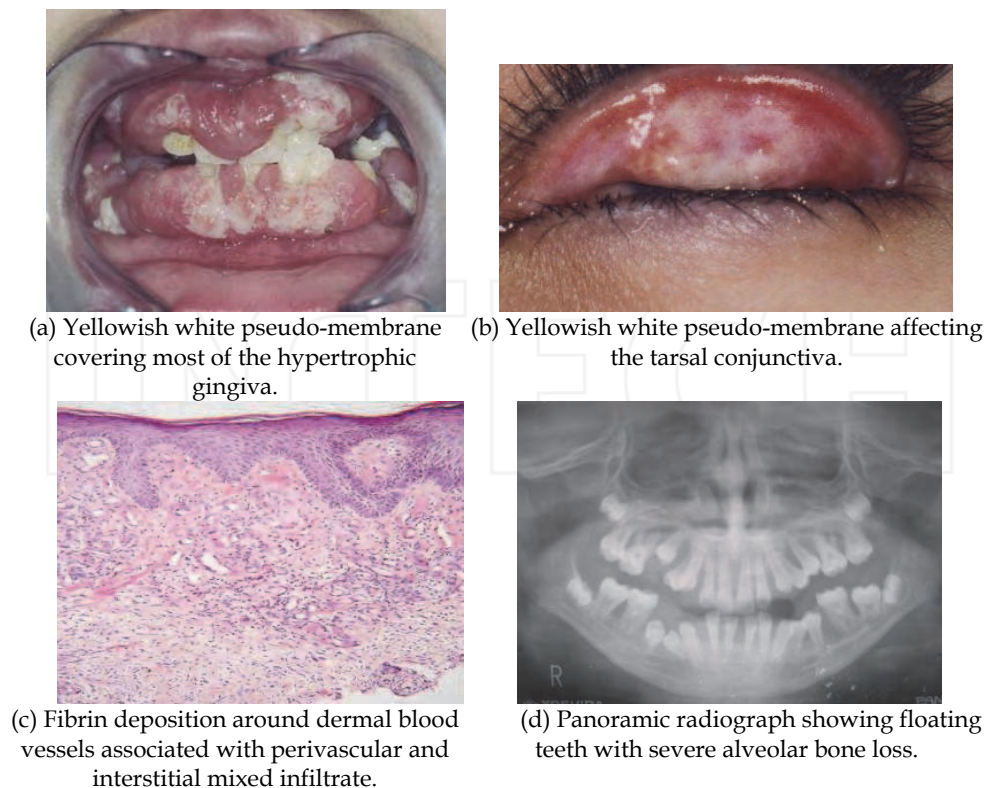 (a) Yellowish white pseudo-membrane
covering most of the hypertrophic
gingiva.
(b) Yellowish white pseudo-membrane affecting
the tarsal conjunctiva.
R
(c) Fibrin deposition around dermal blood
vessels associated with perivascular and
interstitial mixed infiltrate.
(d) Panoramic radiograph showing floating
teeth with severe alveolar bone loss.